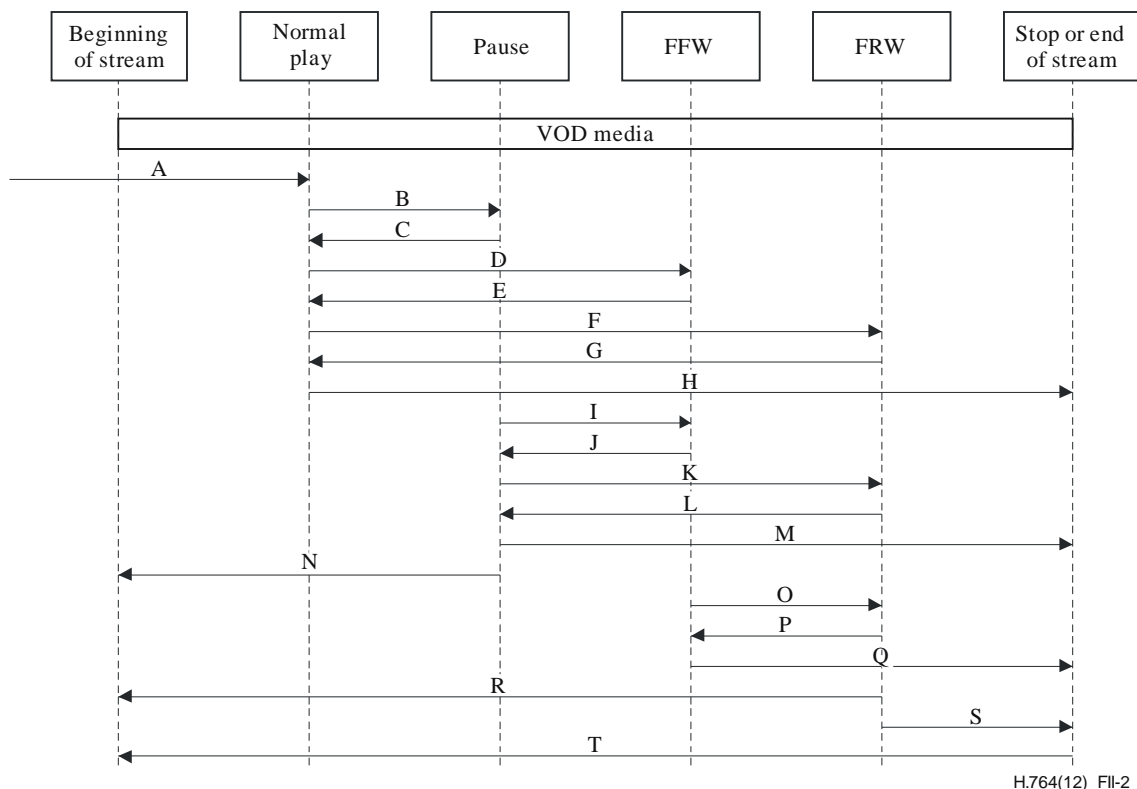 Beginning
of stream
Normal
play
Pause
FFW
FRW
Stop or end
of stream
VOD media
A
B
C
D
E
F
G
H
I
J
K
L
M
N
O
P
Q
R
S
T
H.764(12)_FII-2